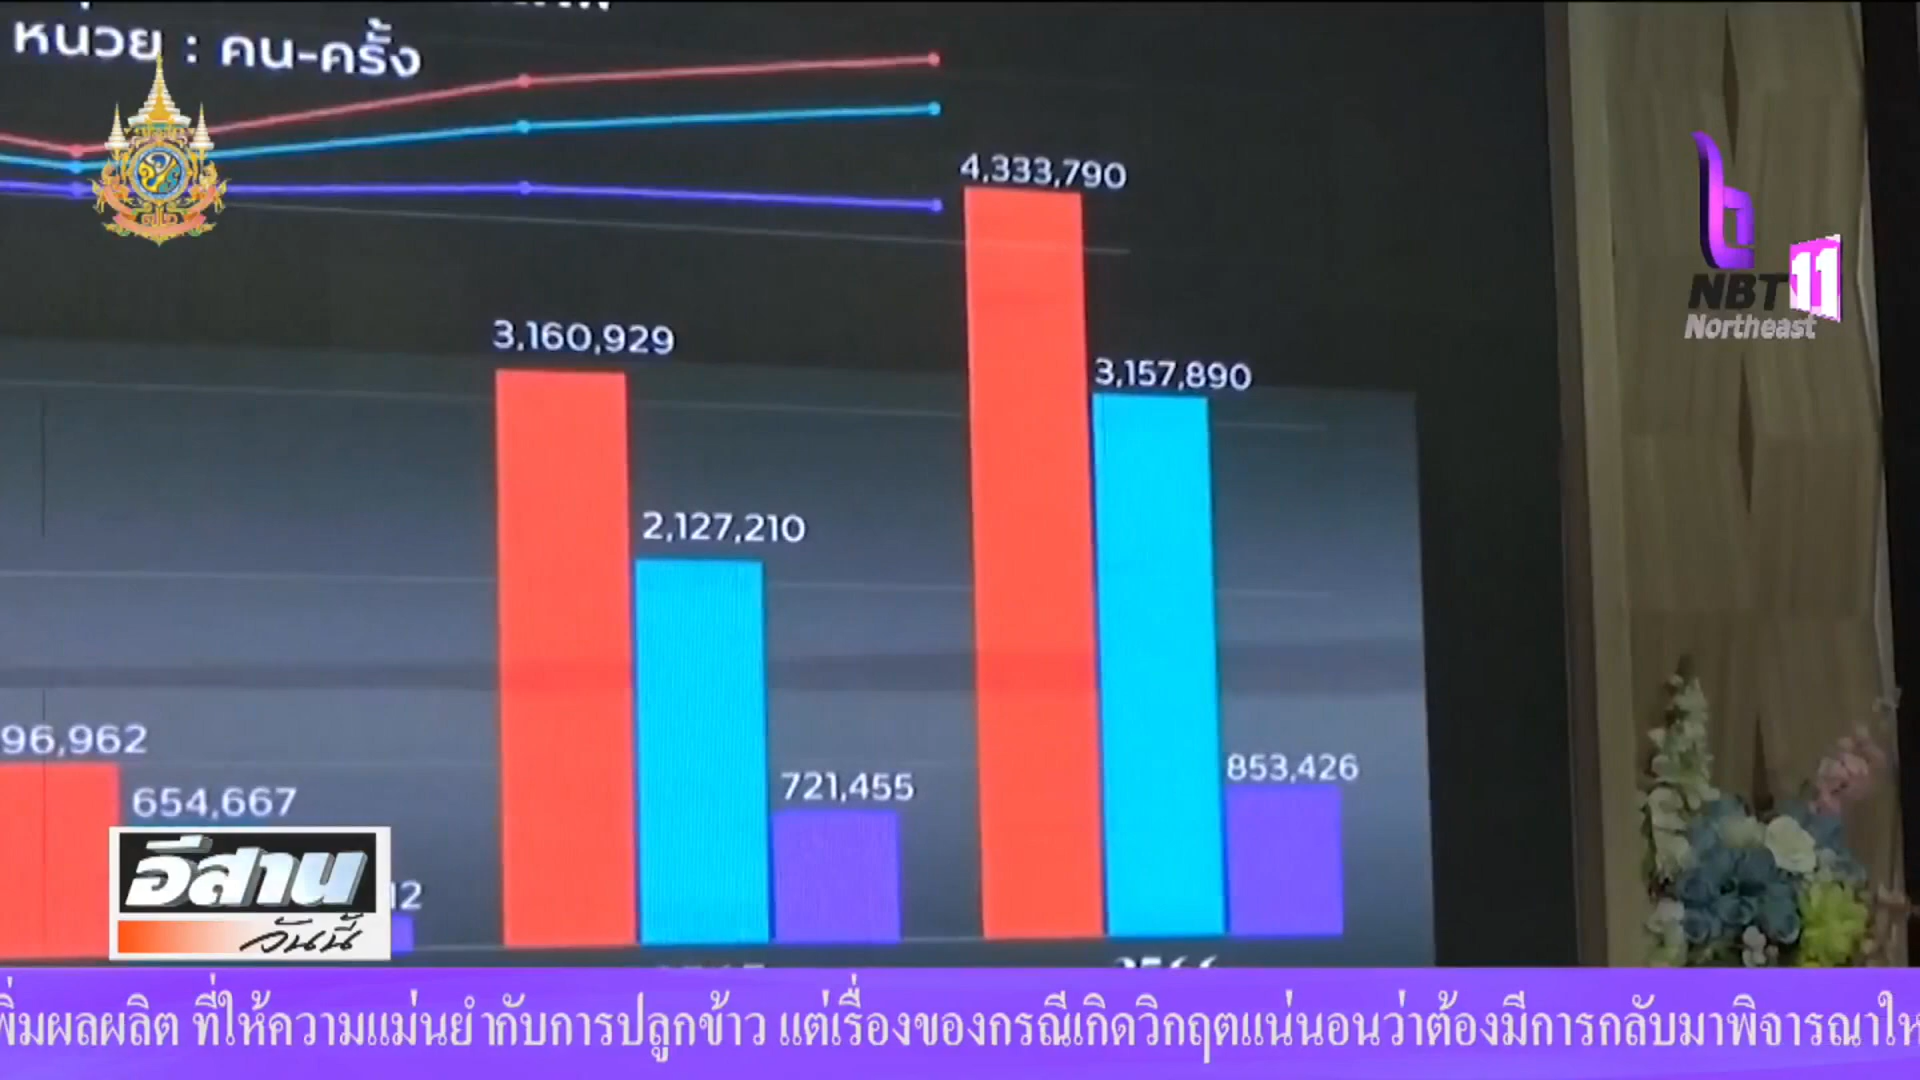 หน่วย : คน-ครั้ง
4,333,790
3,160,929
3,157,890
2,127,210
96,962
654,667
12
721,455
853,426
2566
NBT 11
Northeast
อีสาน
วันนี้
พิ่มผลผลิต ที่ให้ความแม่นยำกับการปลูกข้าว แต่เรื่องของกรณีเกิดวิกฤตแน่นอนว่าต้องมีการกลับมาพิจารณาให้